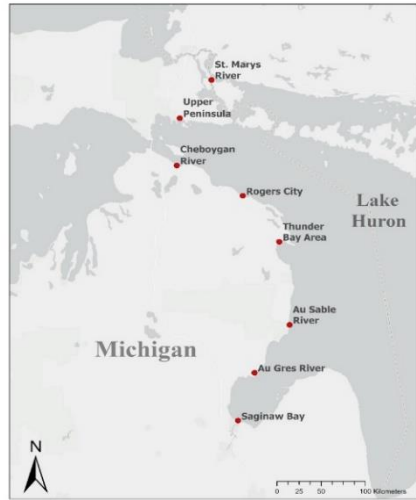 St. Marys
River
Upper
Peninsula
Cheboygan
River
Rogers City
Lake
Huron
Thunder
Bay Area
Au Sable
River
Michigan
Au Gres River
Saginaw Bay
N
0 25 50 100 Kilometers